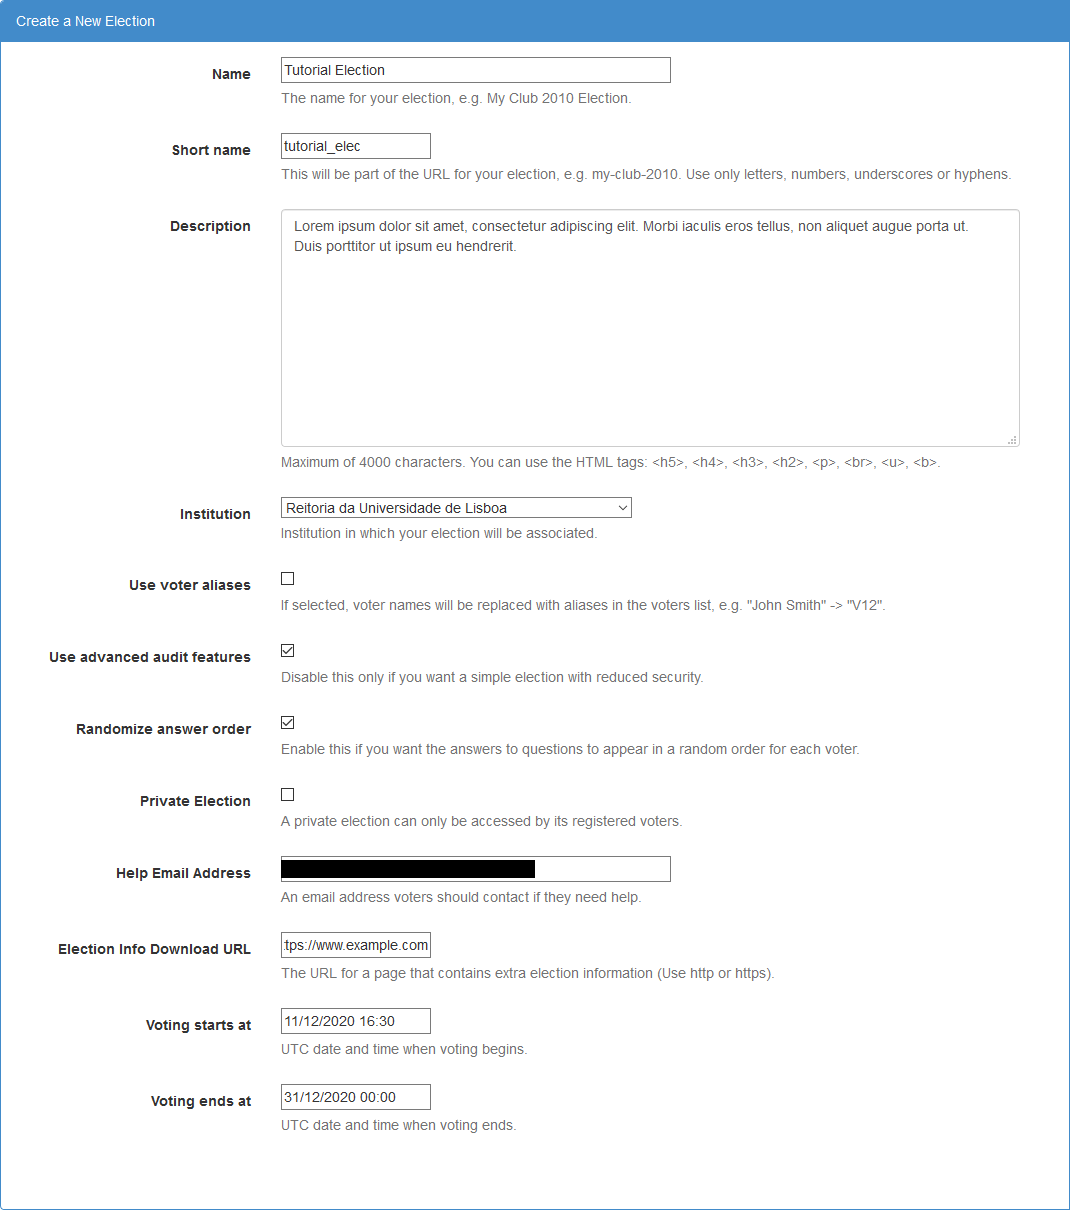 Create a New Election
Name
Tutorial Election
The name for your election, e.g. My Club 2010 Election.
Short name
tutorial_elec
This will be part of the URL for your election, e.g. my-club-2010. Use only letters, numbers, underscores or hyphens.
Description
Lorem ipsum dolor sit amet, consectetur adipiscing elit. Morbi iaculis eros tellus, non aliquet augue porta ut.
Duis porttitor ut ipsum eu hendrerit.
Maximum of 4000 characters. You can use the HTML tags: <h5>, <h4>, <h3>, <h2>, <p>, <br>, <u>, <b>.
Institution
Reitoria da Universidade de Lisboa
Institution in which your election will be associated.
Use voter aliases
If selected, voter names will be replaced with aliases in the voters list, e.g. "John Smith" -> "V12".
Use advanced audit features
Disable this only if you want a simple election with reduced security.
Randomize answer order
Enable this if you want the answers to questions to appear in a random order for each voter.
Private Election
A private election can only be accessed by its registered voters.
Help Email Address
An email address voters should contact if they need help.
Election Info Download URL
tps://www.example.com
The URL for a page that contains extra election information (Use http or https).
Voting starts at
11/12/2020 16:30
UTC date and time when voting begins.
Voting ends at
31/12/2020 00:00
UTC date and time when voting ends.